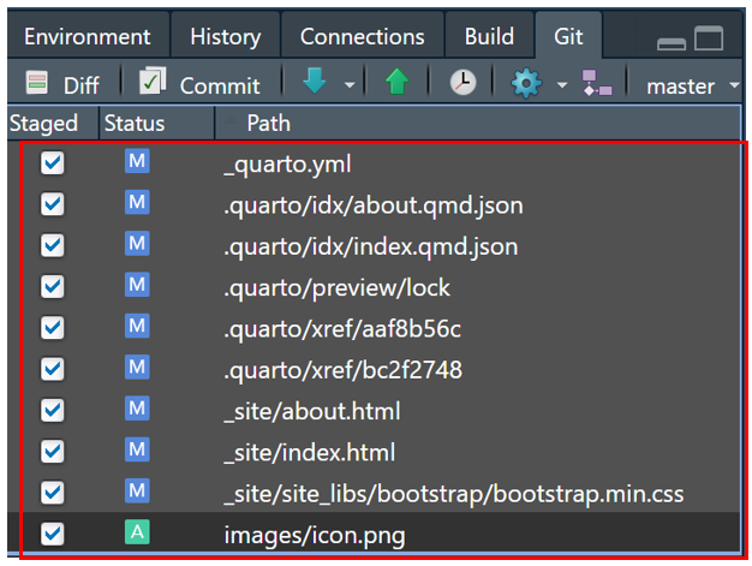 Environment History Connections Build Git
Diff Commit master
Staged Status Path
M _quarto.yml
M .quarto/idx/about.qmd.json
M .quarto/idx/index.qmd.json
M .quarto/preview/lock
M .quarto/xref/aaf8b56c
M .quarto/xref/bc2f2748
M _site/about.html
M _site/index.html
M _site/site_libs/bootstrap/bootstrap.min.css
A images/icon.png